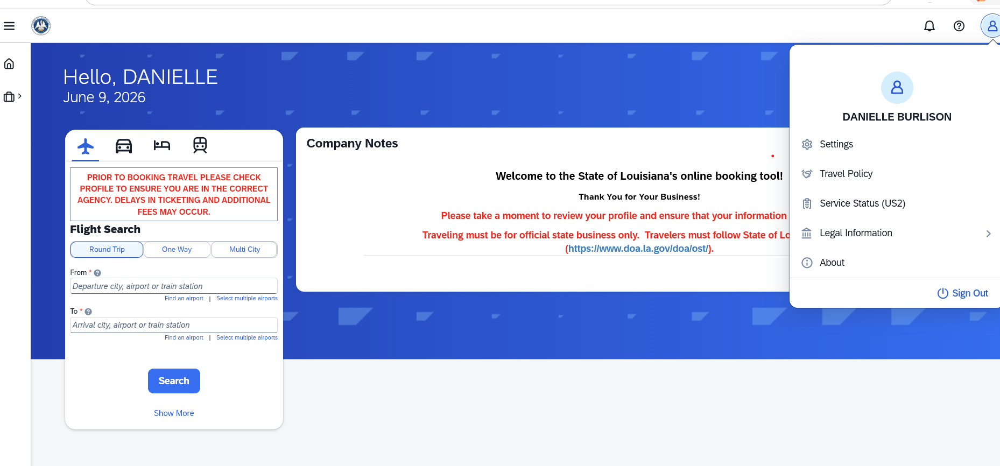 Hello, DANIELLE
June 9, 2026
PRIOR TO BOOKING TRAVEL PLEASE CHECK
PROFILE TO ENSURE YOU ARE IN THE CORRECT
AGENCY. DELAYS IN TICKETING AND ADDITIONAL
FEES MAY OCCUR.
Flight Search
Round Trip
One Way
Multi City
From *
Departure city, airport or train station
Find an airport | Select multiple airports
To *
Arrival city, airport or train station
Find an airport | Select multiple airports
Search
Show More
Company Notes
Welcome to the State of Louisiana's online booking tool!
Thank You for Your Business!
Please take a moment to review your profile and ensure that your information
Traveling must be for official state business only.  Travelers must follow State of Lo
(https://www.doa.la.gov/doa/ost/).
DANIELLE BURLISON
Settings
Travel Policy
Service Status (US2)
Legal Information
About
Sign Out